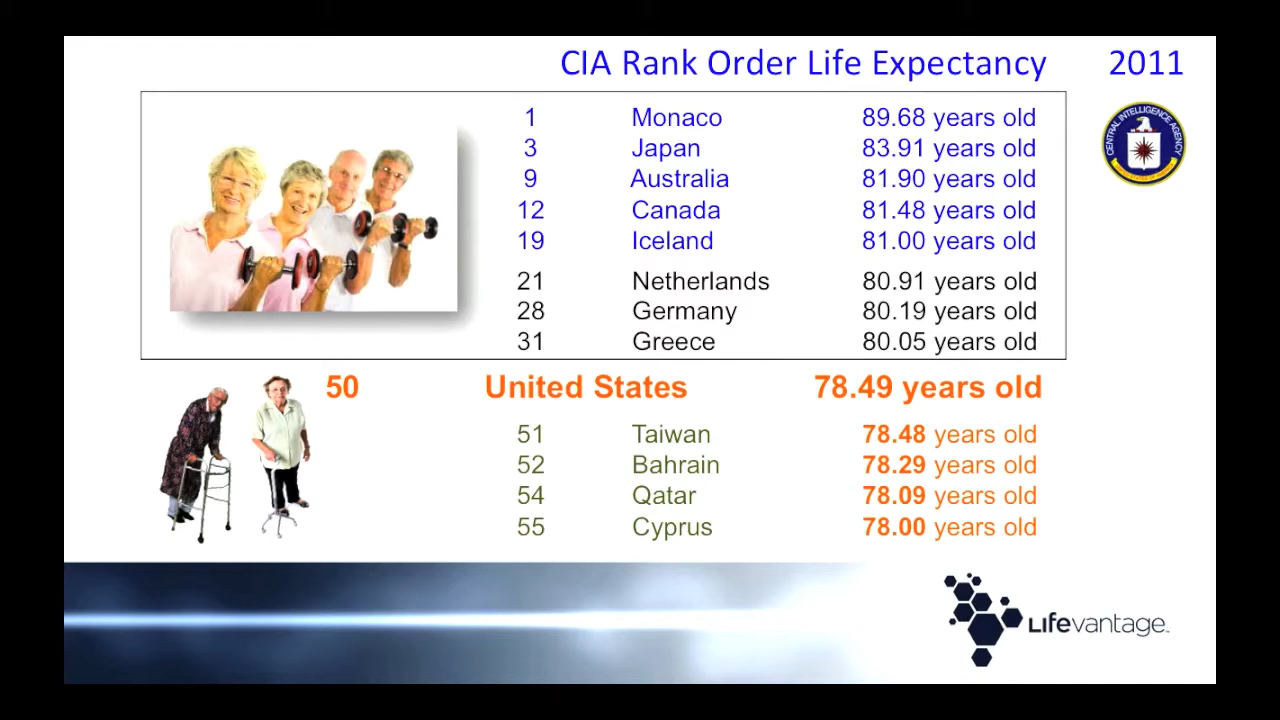 CIA Rank Order Life Expectancy 2011
1 Monaco 89.68 years old
3 Japan 83.91 years old
9 Australia 81.90 years old
12 Canada 81.48 years old
19 Iceland 81.00 years old
21 Netherlands 80.91 years old
28 Germany 80.19 years old
31 Greece 80.05 years old
50 United States 78.49 years old
51 Taiwan 78.48 years old
52 Bahrain 78.29 years old
54 Qatar 78.09 years old
55 Cyprus 78.00 years old
CENTRAL INTELLIGENCE AGENCY
LIfevantage™